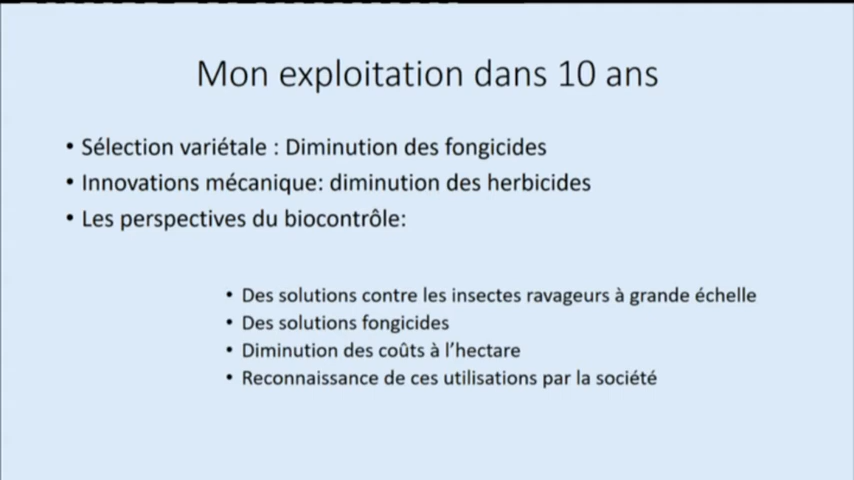 Mon exploitation dans 10 ans
• Sélection variétale : Diminution des fongicides
• Innovations mécanique: diminution des herbicides
• Les perspectives du biocontrôle:
• Des solutions contre les insectes ravageurs à grande échelle
• Des solutions fongicides
• Diminution des coûts à l'hectare
• Reconnaissance de ces utilisations par la société